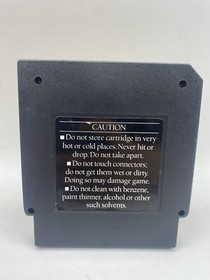 CAUTION
■ Do not store cartridge in very
hot or cold places. Never hit or
drop. Do not take apart.
■ Do not touch connectors;
do not get them wet or dirty.
Doing so may damage game.
■ Do not clean with benzene,
paint thinner, alcohol or other
such solvents.